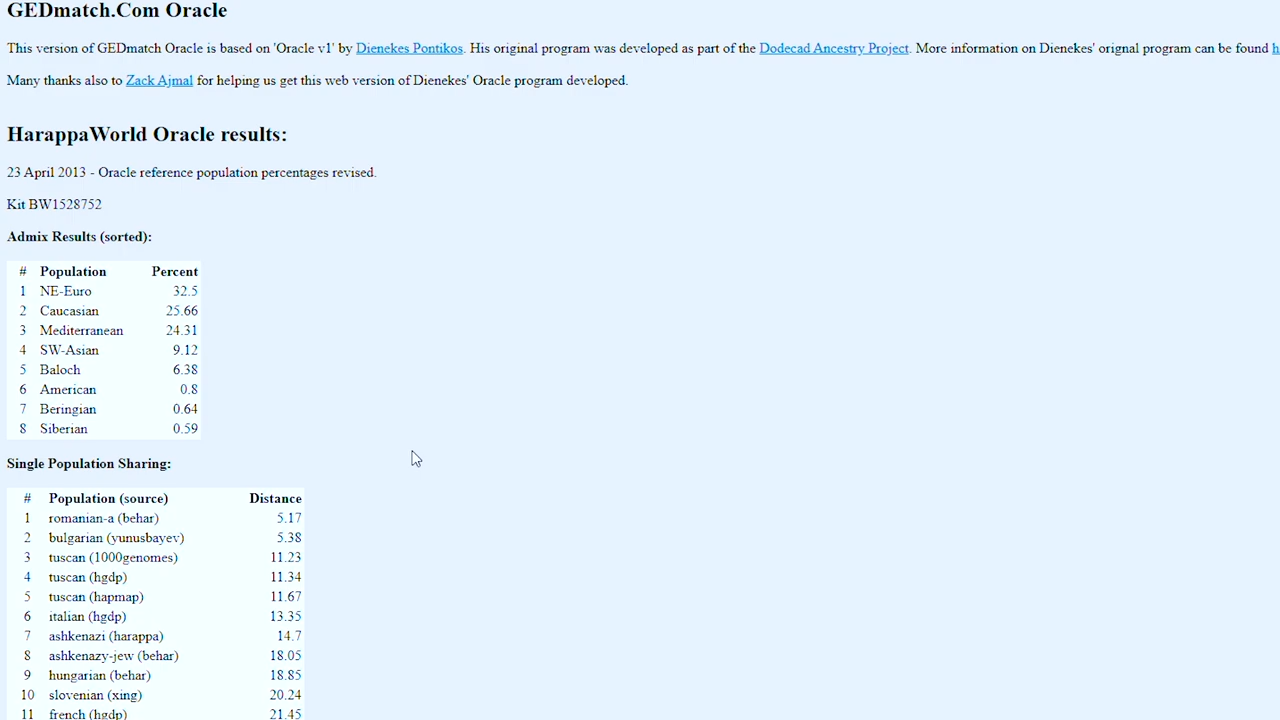 GEDmatch.Com Oracle
This version of GEDmatch Oracle is based on 'Oracle v1' by Dienekes Pontikos. His original program was developed as part of the Dodecad Ancestry Project. More information on Dienekes' orignal program can be found h
Many thanks also to Zack Ajmal for helping us get this web version of Dienekes' Oracle program developed.
HarappaWorld Oracle results:
23 April 2013 - Oracle reference population percentages revised.
Kit BW1528752
Admix Results (sorted):
# Population Percent
1 NE-Euro 32.5
2 Caucasian 25.66
3 Mediterranean 24.31
4 SW-Asian 9.12
5 Baloch 6.38
6 American 0.8
7 Beringian 0.64
8 Siberian 0.59
Single Population Sharing:
# Population (source) Distance
1 romanian-a (behar) 5.17
2 bulgarian (yunusbayev) 5.38
3 tuscan (1000genomes) 11.23
4 tuscan (hgdp) 11.34
5 tuscan (hapmap) 11.67
6 italian (hgdp) 13.35
7 ashkenazi (harappa) 14.7
8 ashkenazy-jew (behar) 18.05
9 hungarian (behar) 18.85
10 slovenian (xing) 20.24
11 french (hgdp) 21.45